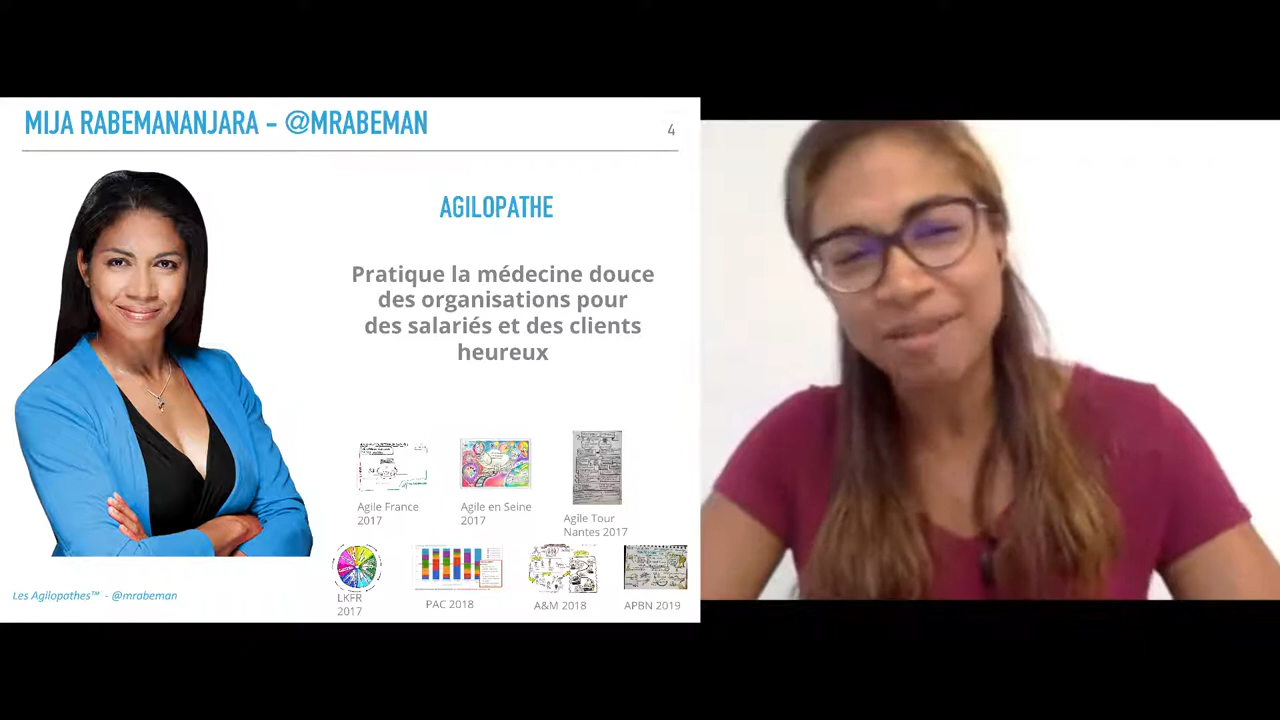 MIJA RABEMANANJARA - @MRABEMAN
4
AGILOPATHE
Pratique la médecine douce
des organisations pour
des salariés et des clients
heureux
Agile France
2017
Agile en Seine
2017
Agile Tour
Nantes 2017
LKFR
2017
PAC 2018
A&M 2018
APBN 2019
Les Agilopathes™ - @mrabeman